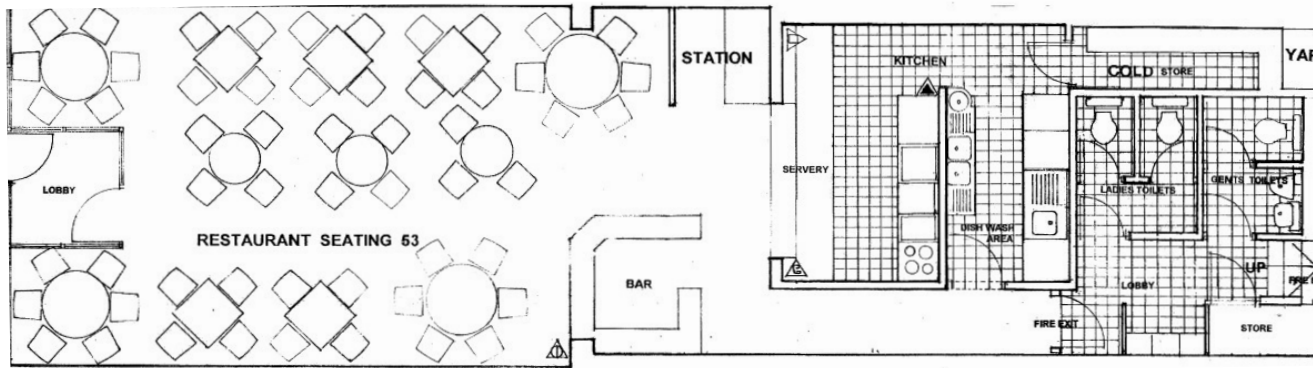 STATION
KITCHEN
COLD STORE
YAR
SERVERY
LOBBY
LADIES TOILETS
GENTS TOILETS
RESTAURANT SEATING 53
DISH WASH
AREA
BAR
LOBBY
UP
FIRE EXIT
STORE